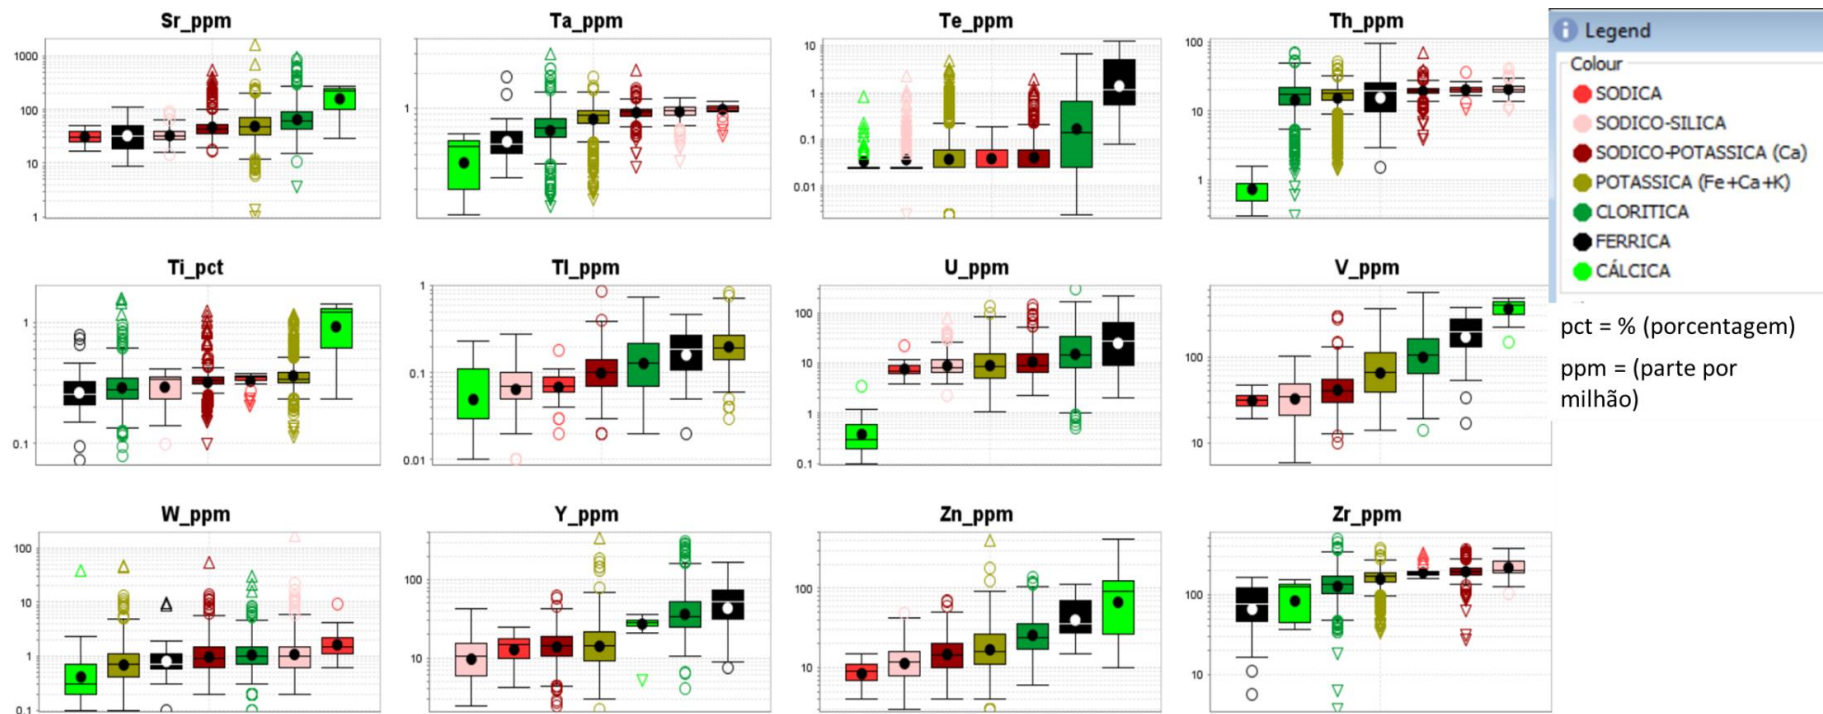 Sr_ppm
1000
100
10
1
Ta_ppm
1
Te_ppm
10
1
0.1
0.01
Th_ppm
100
10
1
Legend
Colour
SODICA
SODICO-SILICA
SODICO-POTASSICA (Ca)
POTASSICA (Fe+Ca+K)
CLORITICA
FERRICA
CÁLCICA
pct = % (porcentagem)
ppm = (parte por
milhão)
Ti_pct
1
0.1
Tl_ppm
1
0.1
0.01
U_ppm
100
10
1
0.1
V_ppm
100
10
W_ppm
100
10
1
0.1
Y_ppm
100
10
Zn_ppm
100
10
Zr_ppm
100
10